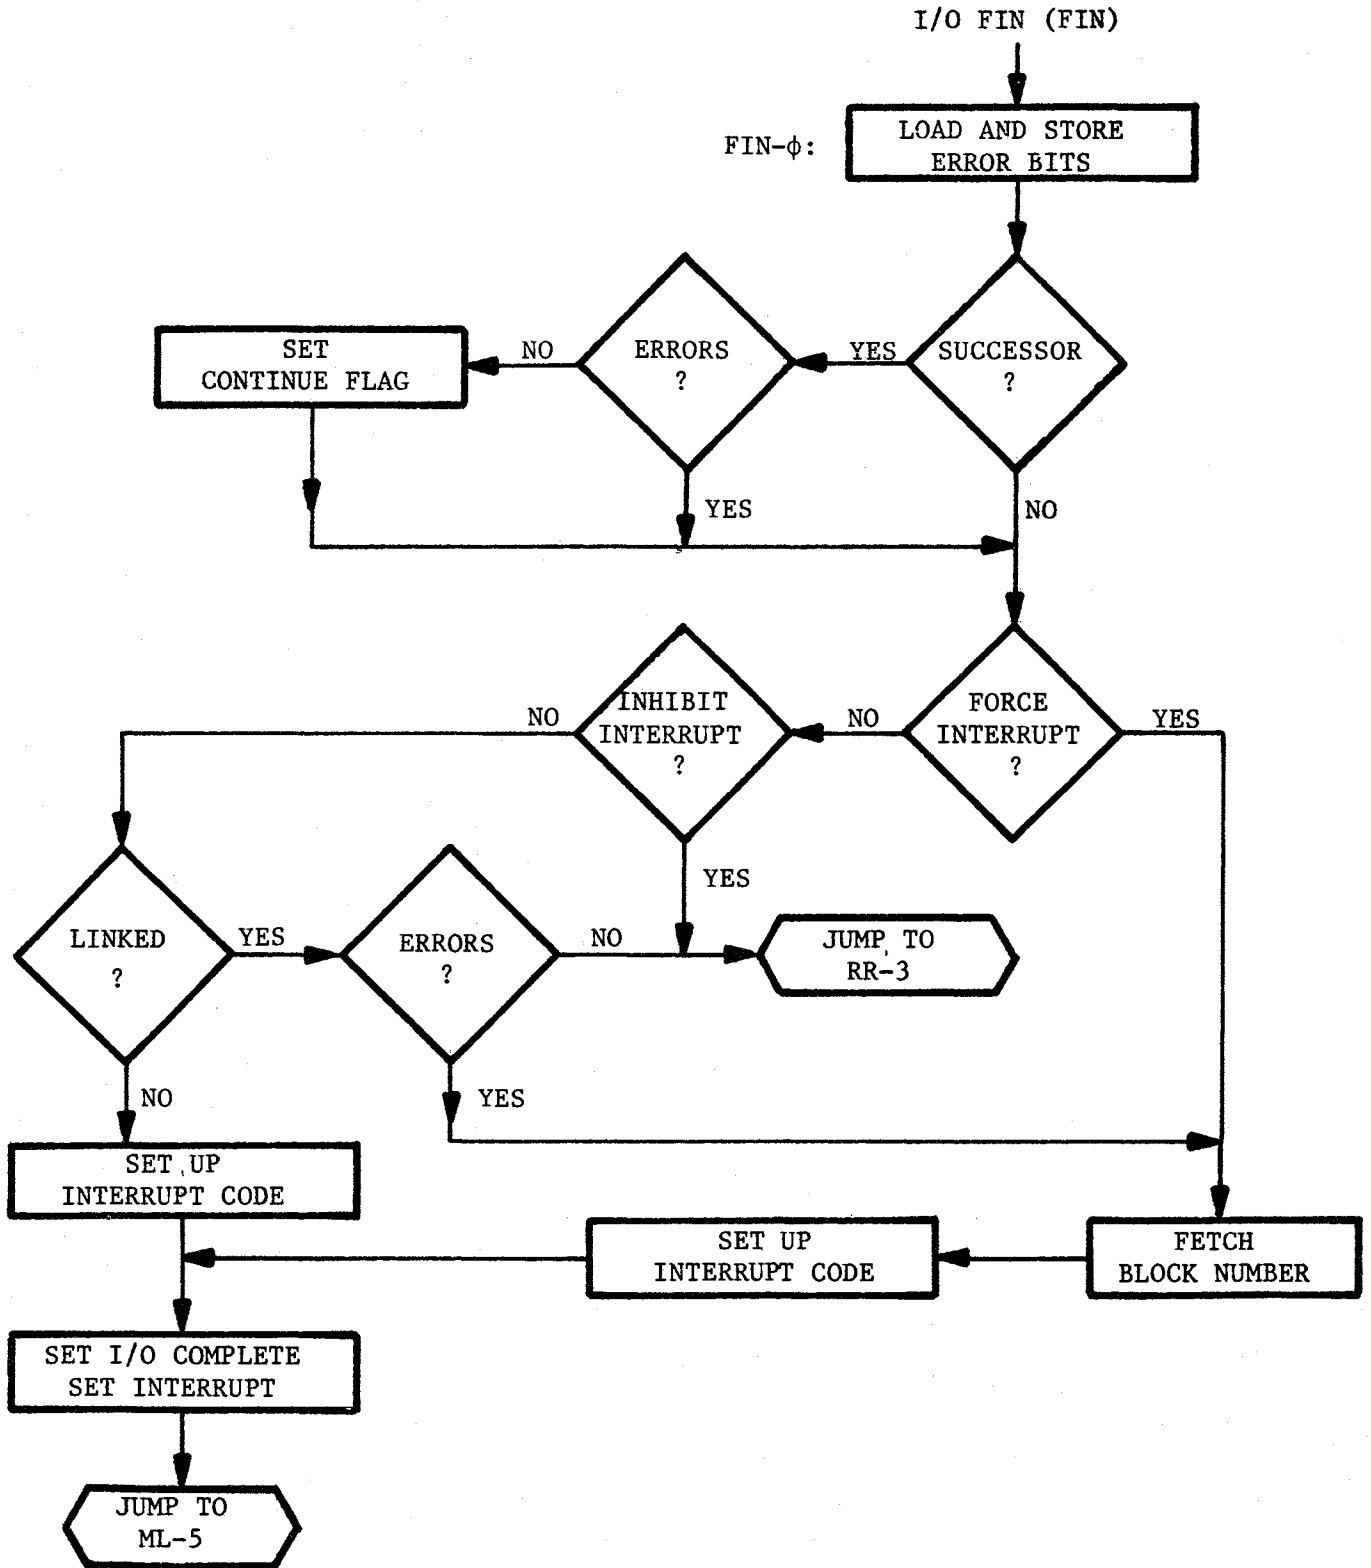 I/O FIN (FIN)
FIN-ϕ:
LOAD AND STORE
ERROR BITS
SUCCESSOR
?
YES
ERRORS
?
NO
SET
CONTINUE FLAG
YES
NO
FORCE
INTERRUPT
?
YES
NO
INHIBIT
INTERRUPT
?
NO
YES
LINKED
?
YES
ERRORS
?
NO
JUMP TO
RR-3
NO
YES
SET UP
INTERRUPT CODE
SET UP
INTERRUPT CODE
FETCH
BLOCK NUMBER
SET I/O COMPLETE
SET INTERRUPT
JUMP TO
ML-5